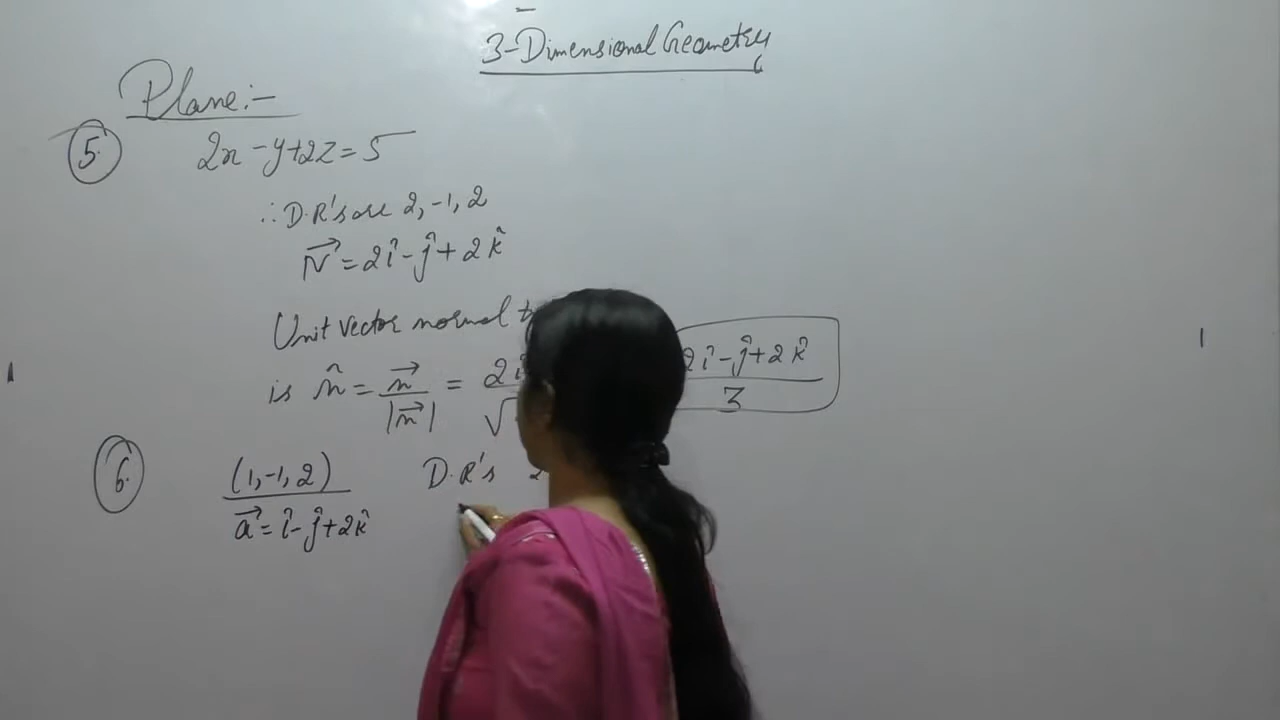 3-Dimensional Geometry
Plane:-
5. 2x - y + 2z = 5
∴ D.R's are 2, -1, 2
N⃗ = 2î - ĵ + 2k̂
Unit vector normal
is n̂ = n⃗ / |n⃗| = 2î / √ 2î - ĵ + 2k̂ / 3
6. (1, -1, 2) D.R's 2
a⃗ = î - ĵ + 2k̂